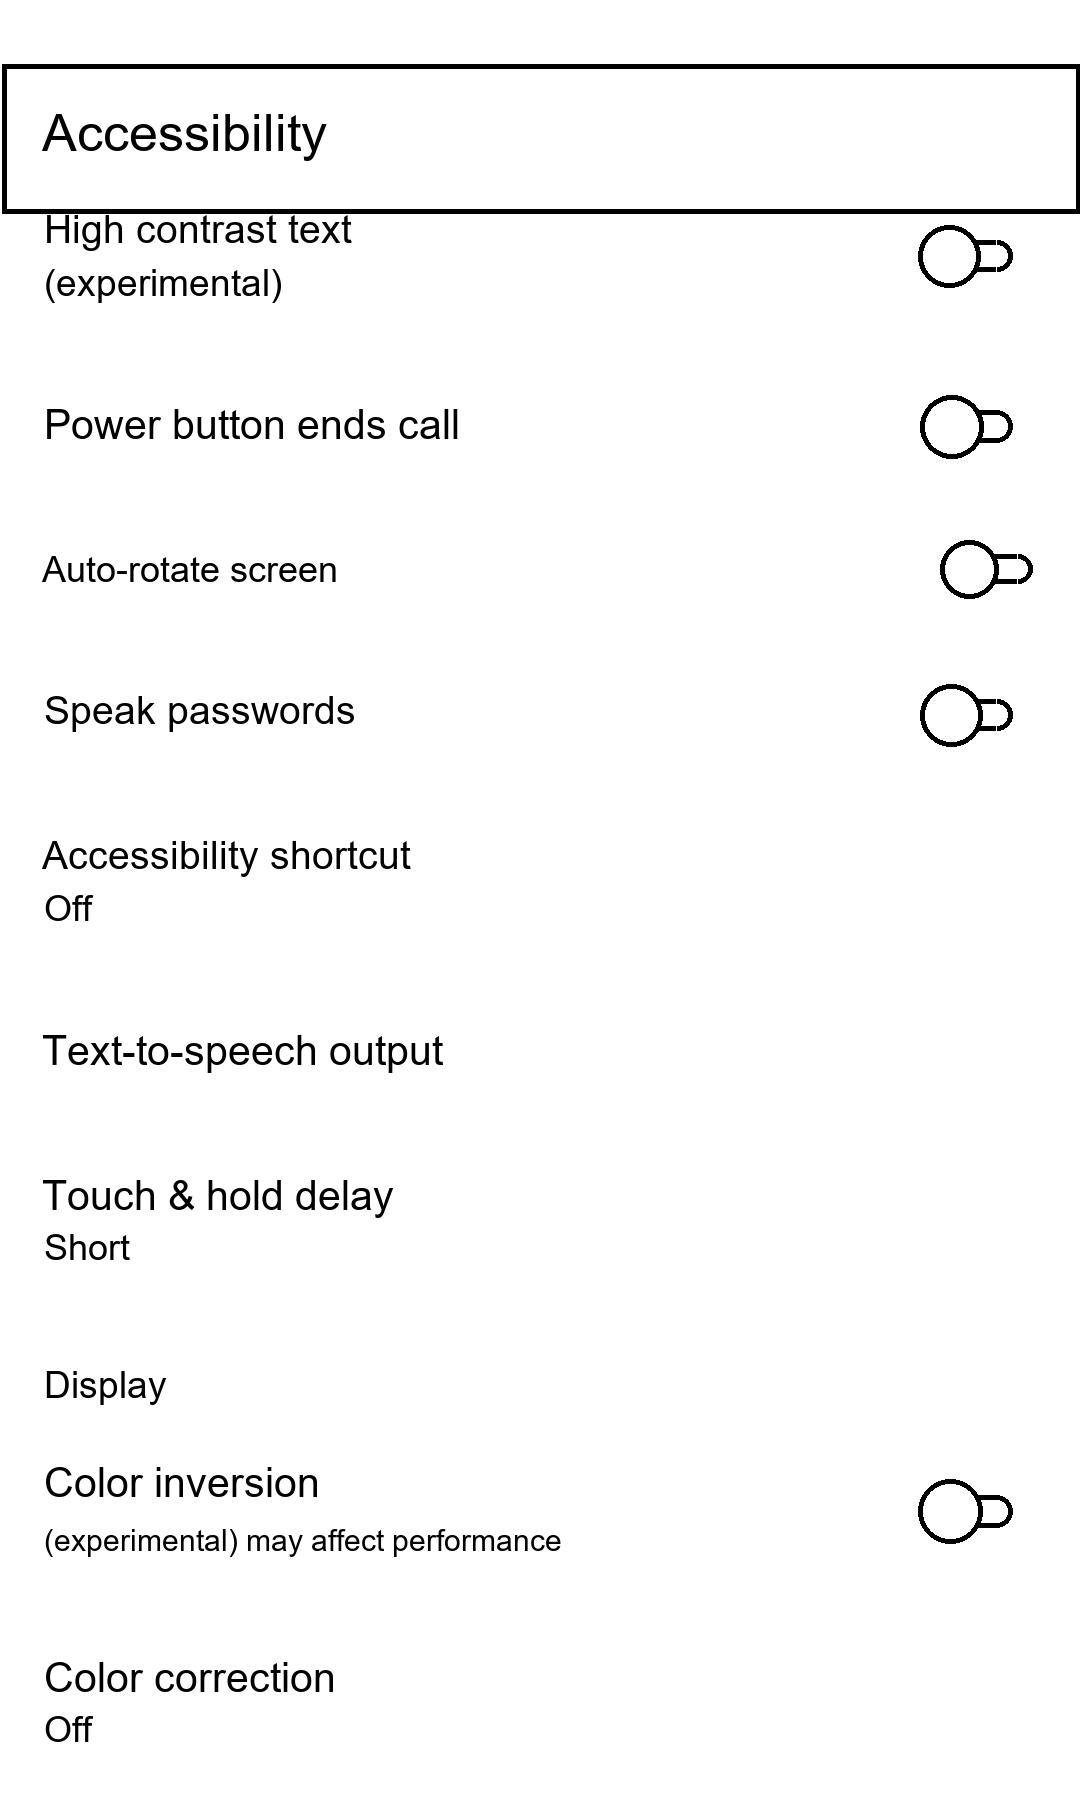 Accessibility
High contrast text
(experimental)
Power button ends call
Auto-rotate screen
Speak passwords
Accessibility shortcut
Off
Text-to-speech output
Touch & hold delay
Short
Display
Color inversion
(experimental) may affect performance
Color correction
Off